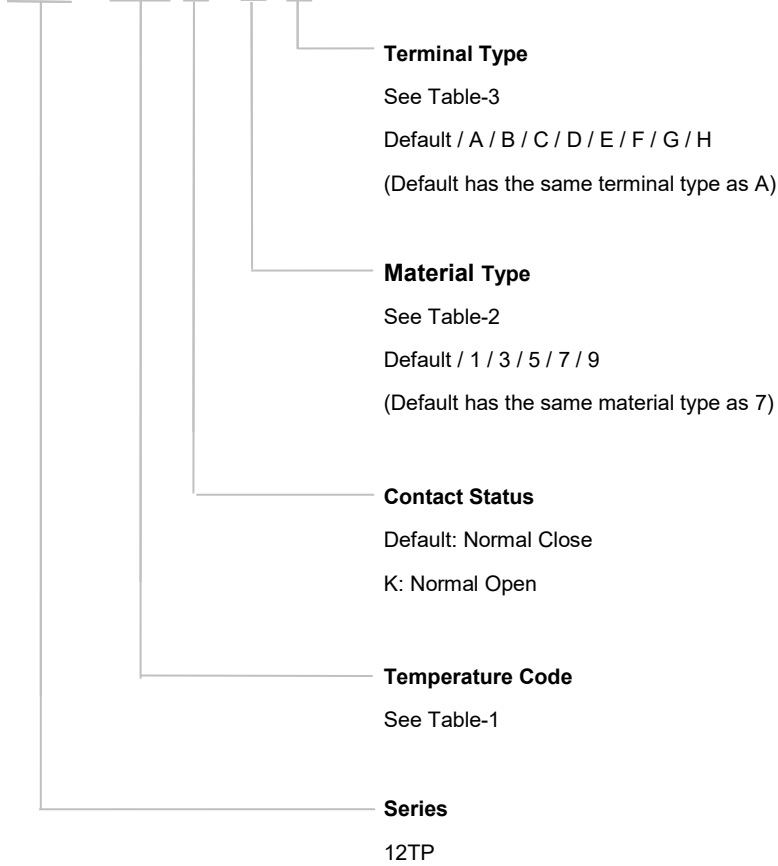 Terminal Type
See Table-3
Default / A / B / C / D / E / F / G / H
(Default has the same terminal type as A)
Material Type
See Table-2
Default / 1 / 3 / 5 / 7 / 9
(Default has the same material type as 7)
Contact Status
Default: Normal Close
K: Normal Open
Temperature Code
See Table-1
Series
12TP